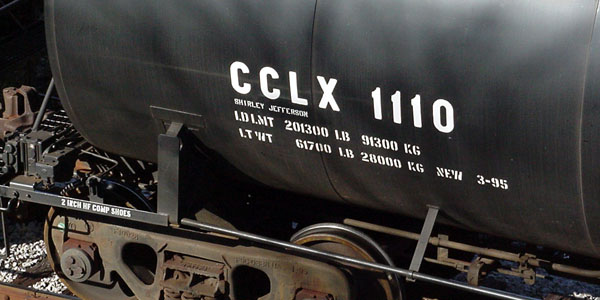 CCLX 1110
SHIRLEY JEFFERSON
LD LMT 201300 LB 91300 KG
LT WT 61700 LB 28000 KG NEW 3-95
2 INCH HF COMP SHOES